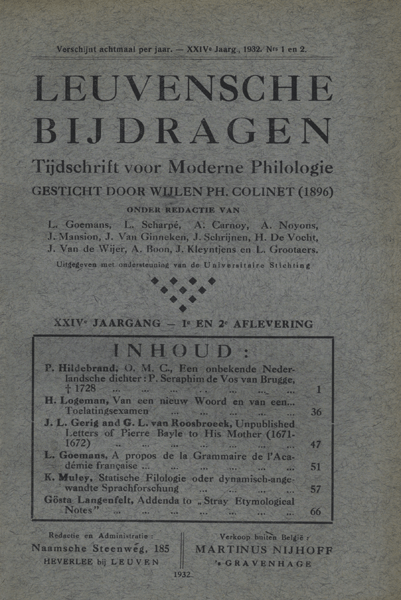 Verschijnt achtmaal per jaar. — XXIVe Jaarg, 1932. Nrs 1 en 2.
LEUVENSCHE
BIJDRAGEN
Tijdschrift voor Moderne Philologie
GESTICHT DOOR WIJLEN PH. COLINET (1896)
ONDER REDACTIE VAN
L. Goemans, L. Scharpé, A. Carnoy, A. Noyons,
J. Mansion, J. Van Ginneken, J. Schrijnen, H. De Vocht,
J. Van de Wijer, A. Boon, J. Kleyntjens en L. Grootaers.
Uitgegeven met ondersteuning van de Universitaire Stichting
XXIVe JAARGANG — 1e EN 2e AFLEVERING
INHOUD :
P. Hildebrand, O. M. C., Een onbekende Neder-
landsche dichter : P. Seraphim de Vos van Brugge,
† 1728 ... ... ... ... ... ... ... 1
H. Logeman, Van een nieuw Woord en van een...
Toelatingsexamen ... ... ... ... ... 36
J. L. Gerig and G. L. van Roosbroeck, Unpublished
Letters of Pierre Bayle to His Mother (1671-
1672) ... ... ... ... ... ... ... 47
L. Goemans, A propos de la Grammaire de l'Aca-
démie française ... ... ... ... ... ... 51
K. Muley, Statische Filologie oder dynamisch-ange-
wandte Sprachforschung ... ... ... ... 57
Gösta Langenfelt, Addenda to „Stray Etymological
Notes” ... ... ... ... ... ... ... 66
Redactie en Administratie :
Naamsche Steenweg, 185
HEVERLEE bij LEUVEN
Verkoop buiten België :
MARTINUS NIJHOFF
's GRAVENHAGE
1932.